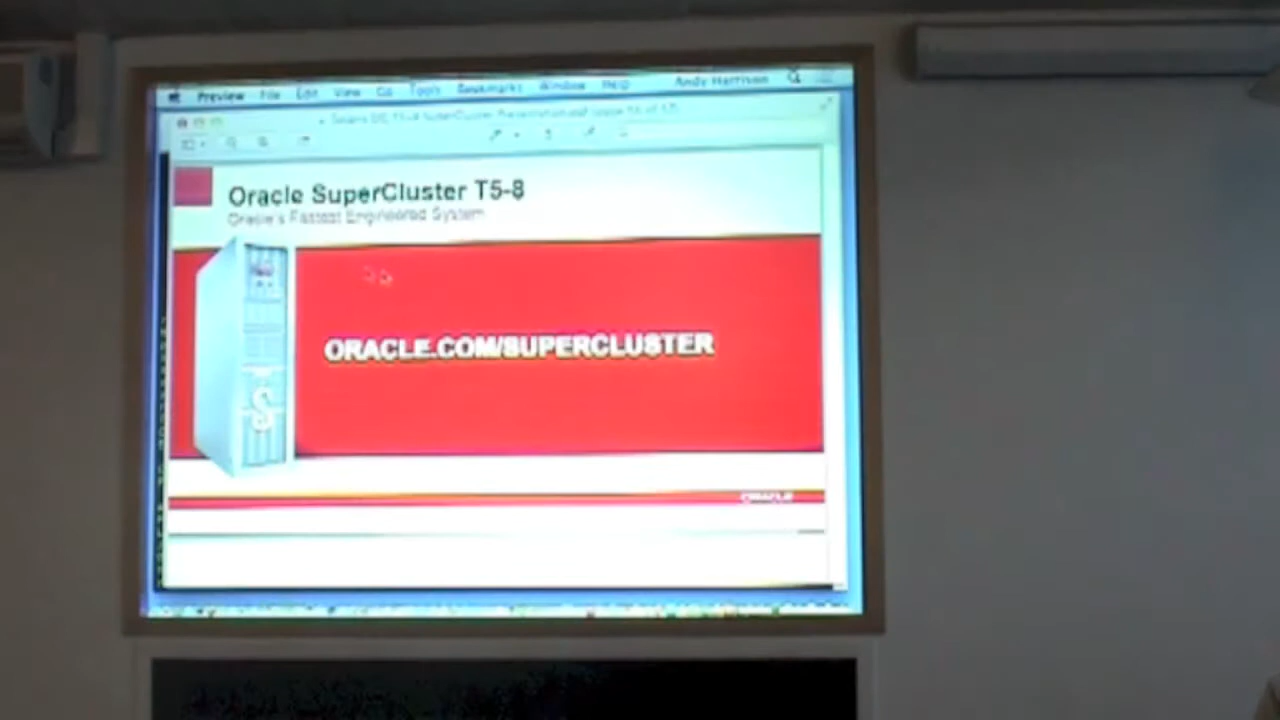 Preview File Edit View Go Tools Bookmarks Window Help Andy Harrison
Oracle SuperCluster T5-8
Oracle's Fastest Engineered System
ORACLE.COM/SUPERCLUSTER
S
ORACLE